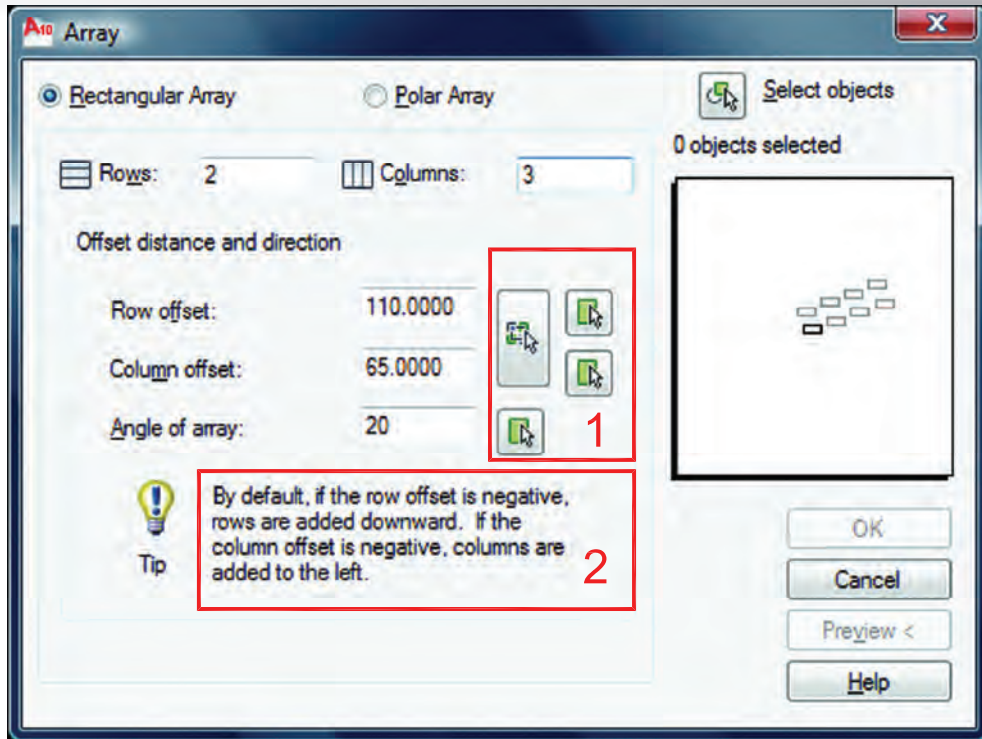 A10 Array
X
Rectangular Array Polar Array Select objects
0 objects selected
Rows: 2 Columns: 3
Offset distance and direction
Row offset: 110.0000
Column offset: 65.0000
Angle of array: 20
1
By default, if the row offset is negative,
rows are added downward. If the
column offset is negative, columns are
added to the left.
Tip
2
OK
Cancel
Preview <
Help